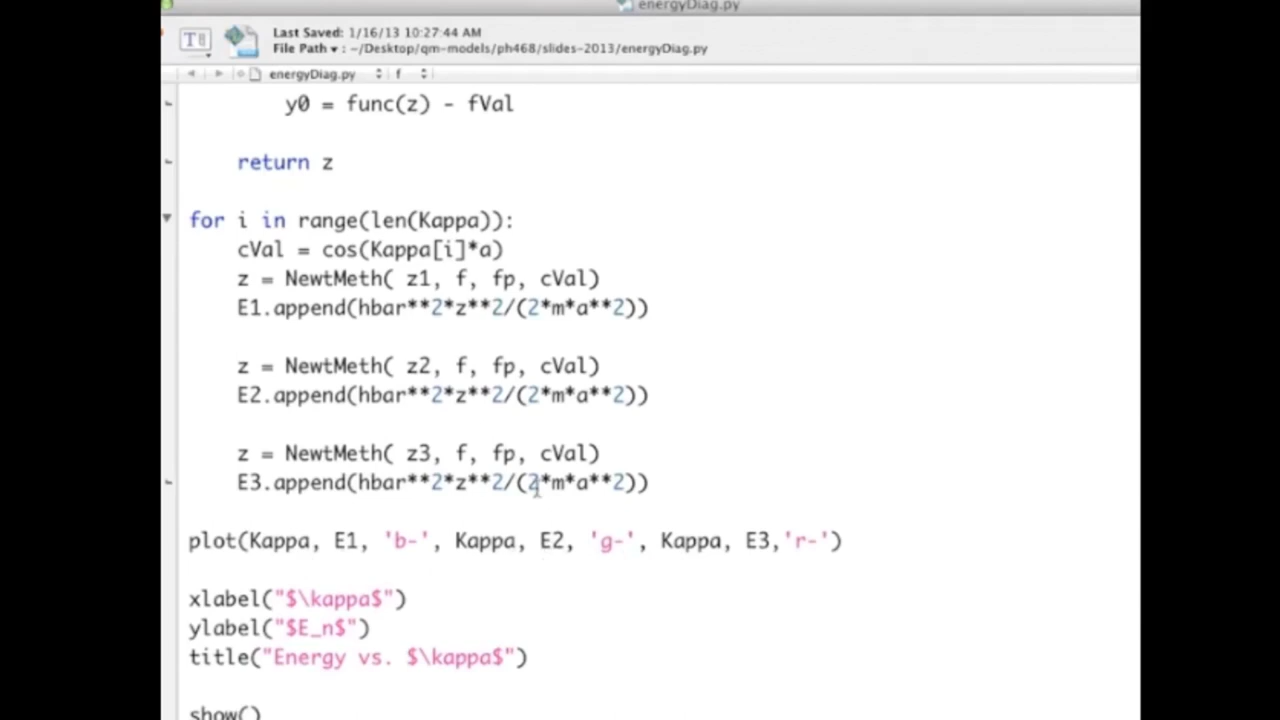 energyDiag.py
Last Saved: 1/16/13 10:27:44 AM
File Path ▾ : ~/Desktop/qm-models/ph468/slides-2013/energyDiag.py
energyDiag.py f
y0 = func(z) - fVal
return z
for i in range(len(Kappa)):
cVal = cos(Kappa[i]*a)
z = NewtMeth( z1, f, fp, cVal)
E1.append(hbar**2*z**2/(2*m*a**2))
z = NewtMeth( z2, f, fp, cVal)
E2.append(hbar**2*z**2/(2*m*a**2))
z = NewtMeth( z3, f, fp, cVal)
E3.append(hbar**2*z**2/(2*m*a**2))
plot(Kappa, E1, 'b-', Kappa, E2, 'g-', Kappa, E3,'r-')
xlabel("$\kappa$")
ylabel("$E_n$")
title("Energy vs. $\kappa$")
show()